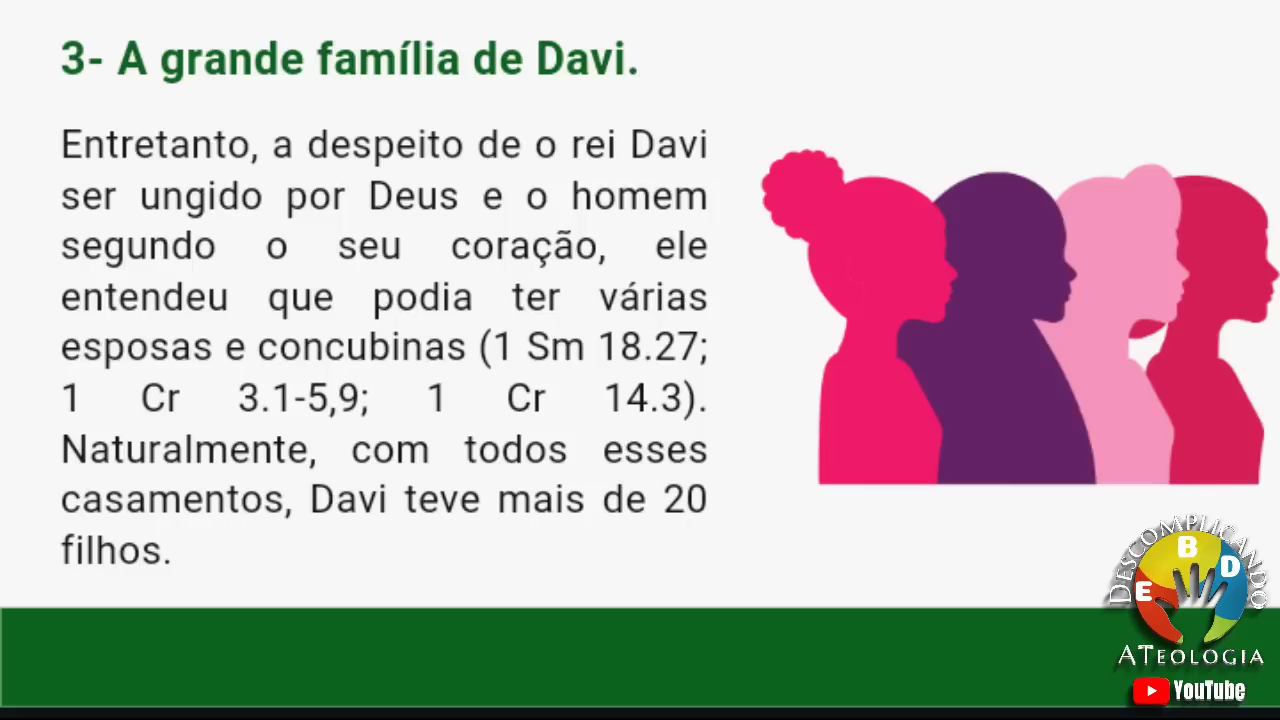 3- A grande família de Davi.
Entretanto, a despeito de o rei Davi
ser ungido por Deus e o homem
segundo o seu coração, ele
entendeu que podia ter várias
esposas e concubinas (1 Sm 18.27;
1 Cr 3.1-5,9; 1 Cr 14.3).
Naturalmente, com todos esses
casamentos, Davi teve mais de 20
filhos.
DESCOMPLICANDO
E B D
ATEOLOGIA
YouTube